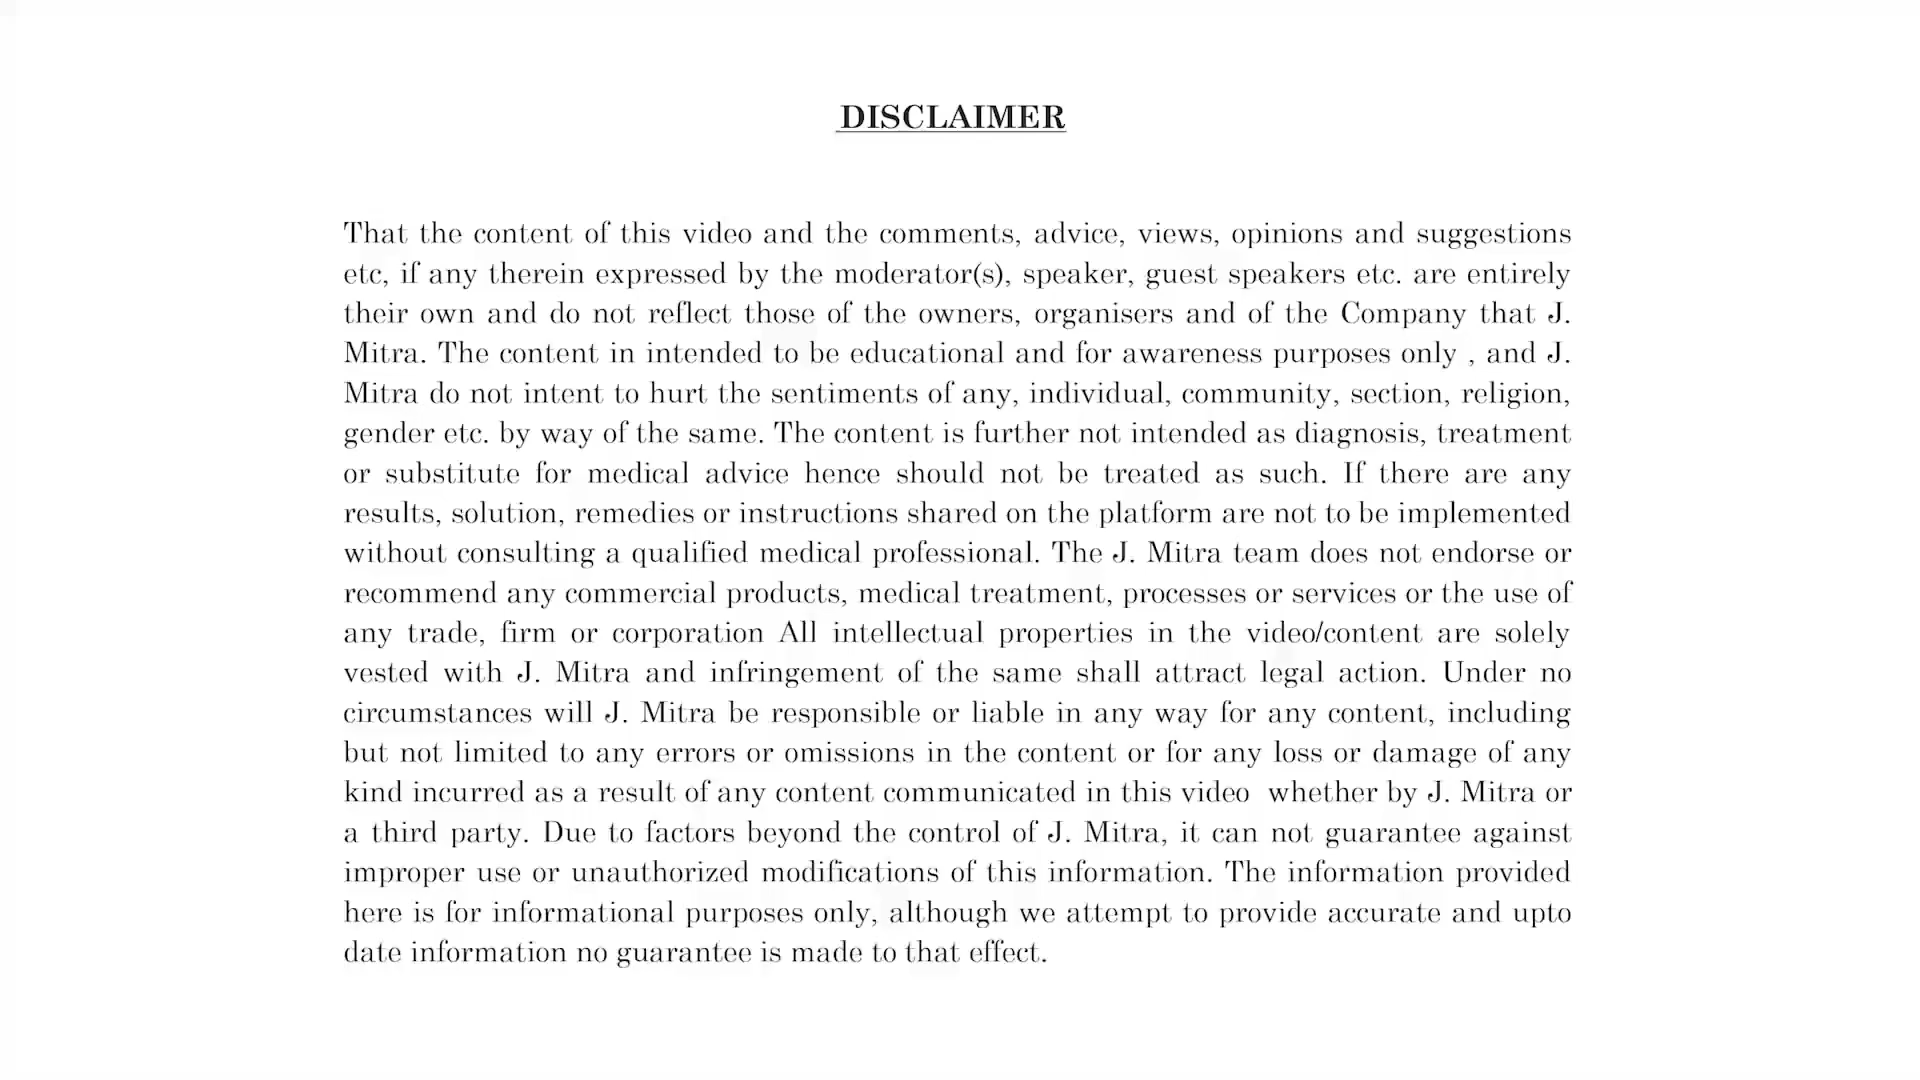 DISCLAIMER
That the content of this video and the comments, advice, views, opinions and suggestions
etc, if any therein expressed by the moderator(s), speaker, guest speakers etc. are entirely
their own and do not reflect those of the owners, organisers and of the Company that J.
Mitra. The content in intended to be educational and for awareness purposes only , and J.
Mitra do not intent to hurt the sentiments of any, individual, community, section, religion,
gender etc. by way of the same. The content is further not intended as diagnosis, treatment
or substitute for medical advice hence should not be treated as such. If there are any
results, solution, remedies or instructions shared on the platform are not to be implemented
without consulting a qualified medical professional. The J. Mitra team does not endorse or
recommend any commercial products, medical treatment, processes or services or the use of
any trade, firm or corporation All intellectual properties in the video/content are solely
vested with J. Mitra and infringement of the same shall attract legal action. Under no
circumstances will J. Mitra be responsible or liable in any way for any content, including
but not limited to any errors or omissions in the content or for any loss or damage of any
kind incurred as a result of any content communicated in this video  whether by J. Mitra or
a third party. Due to factors beyond the control of J. Mitra, it can not guarantee against
improper use or unauthorized modifications of this information. The information provided
here is for informational purposes only, although we attempt to provide accurate and upto
date information no guarantee is made to that effect.